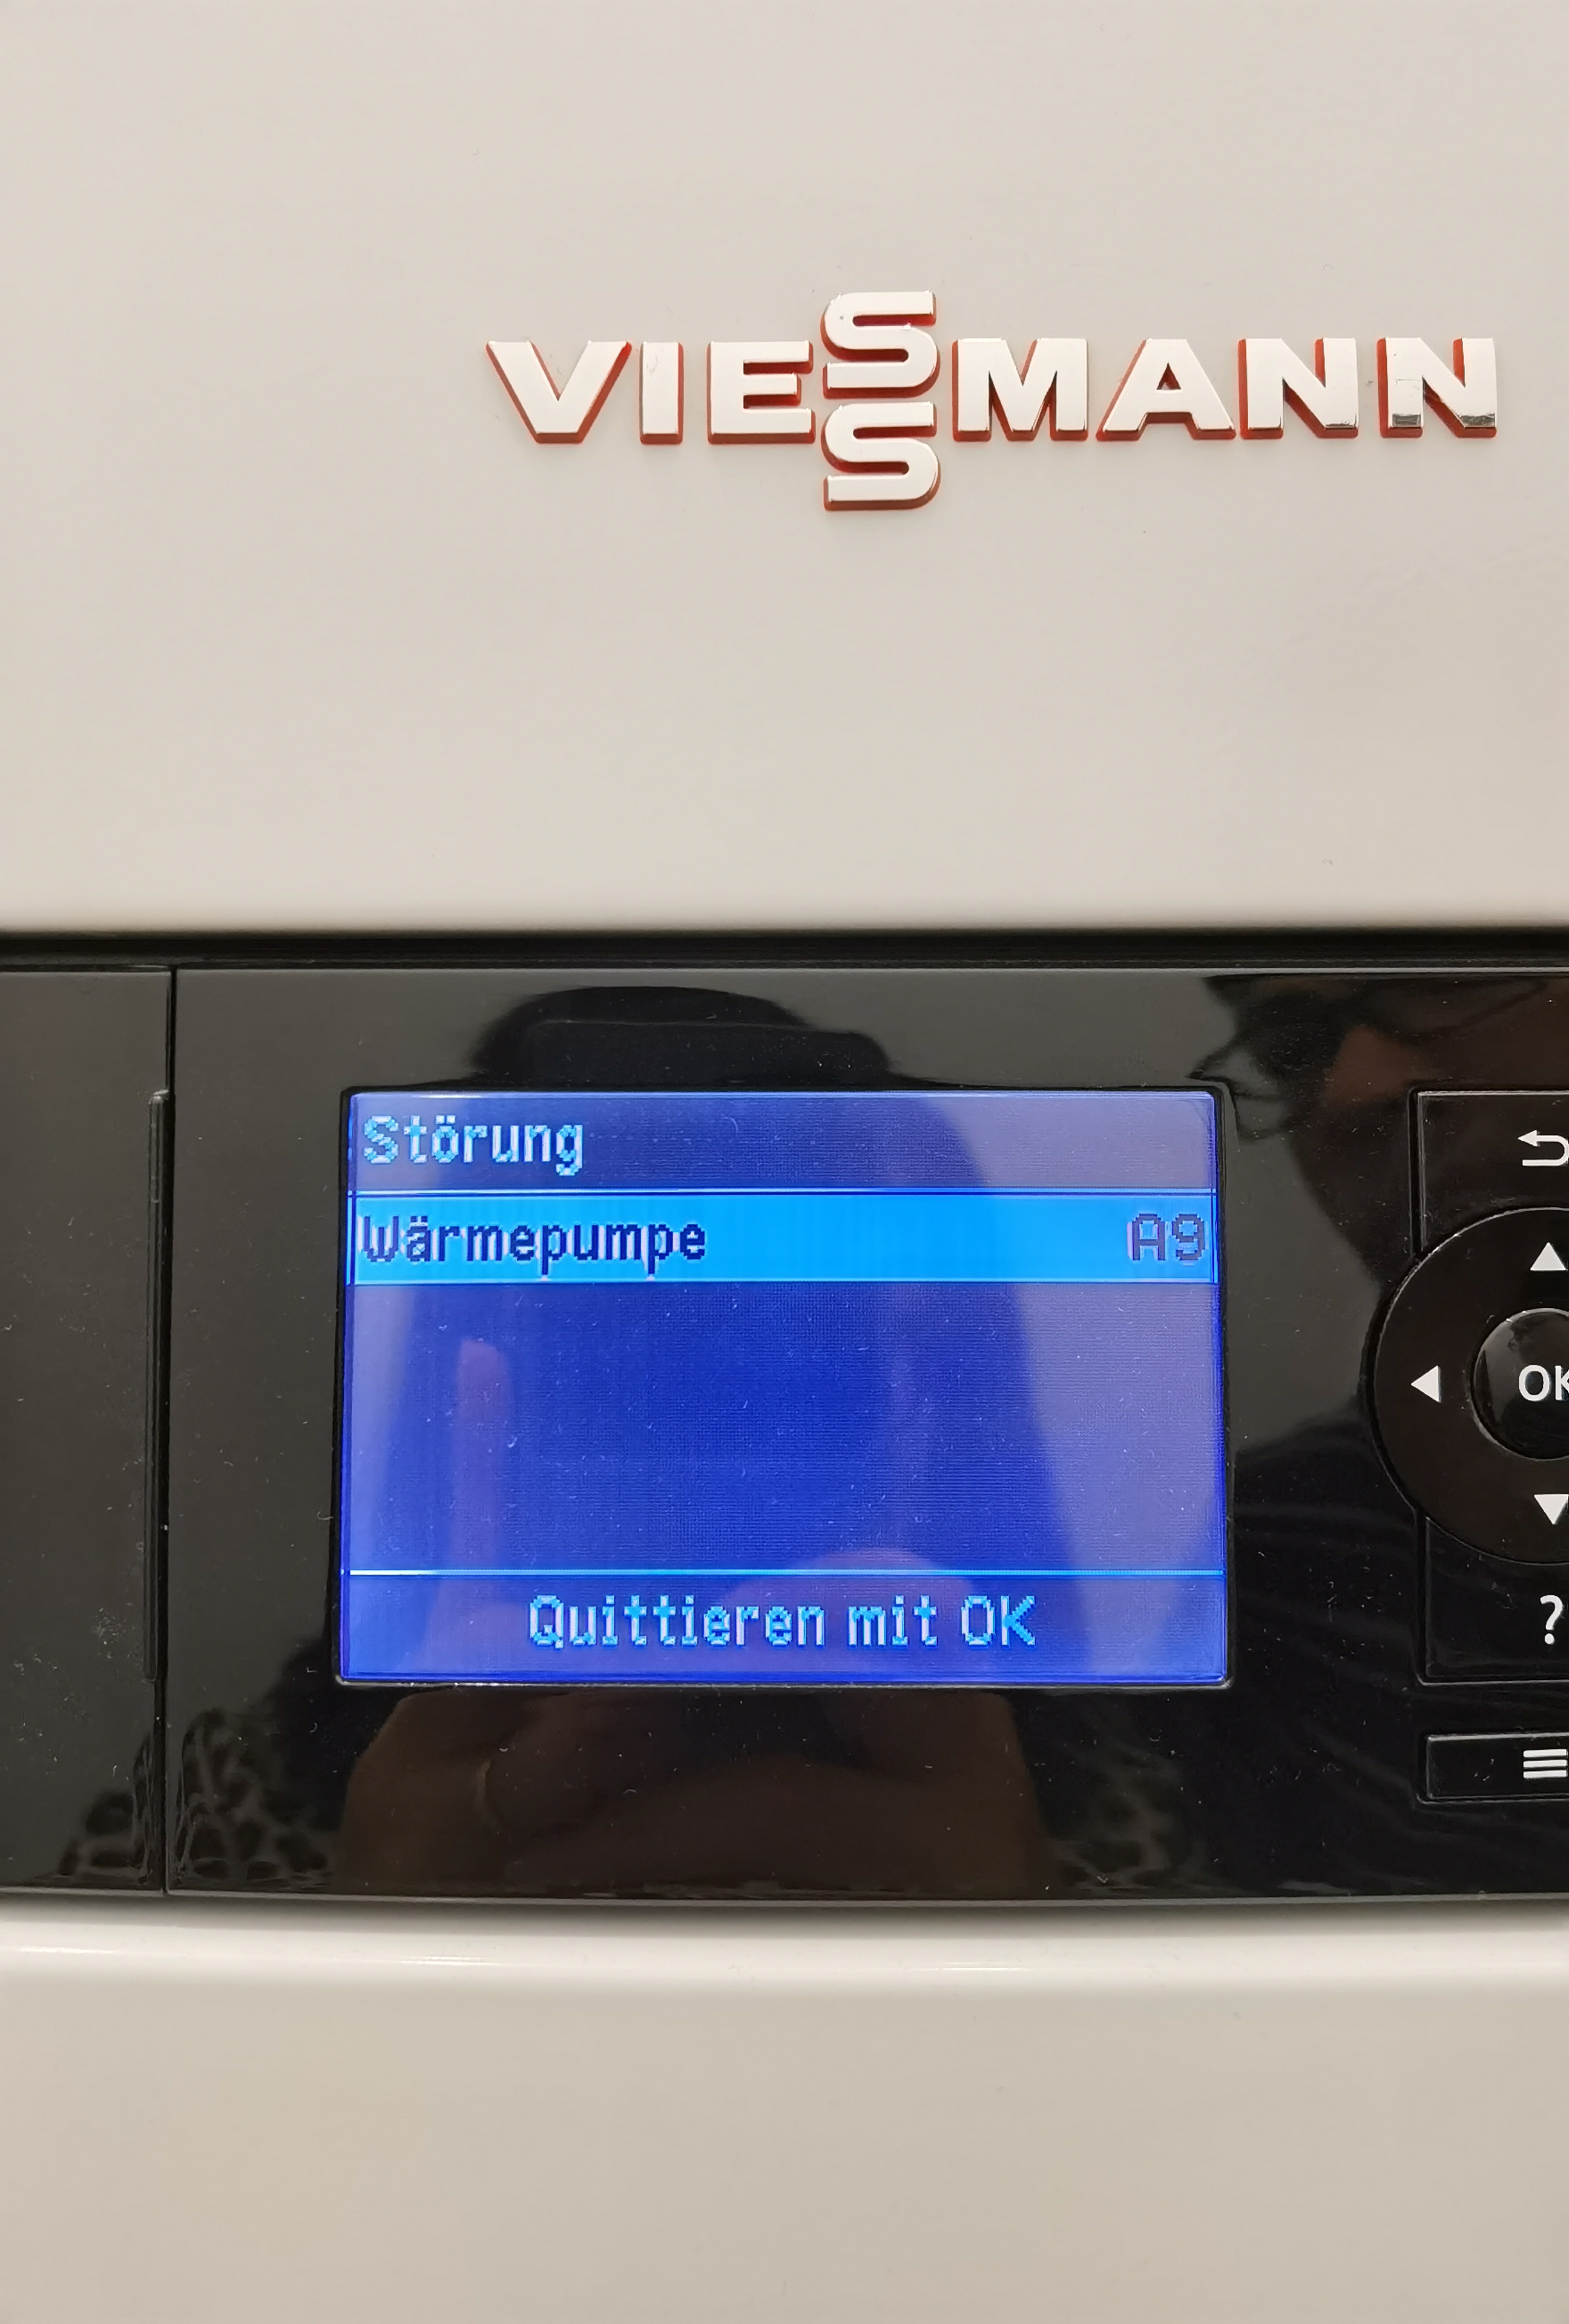 VIESSMANN
Störung
Wärmepumpe A9
Quittieren mit OK
OK
?